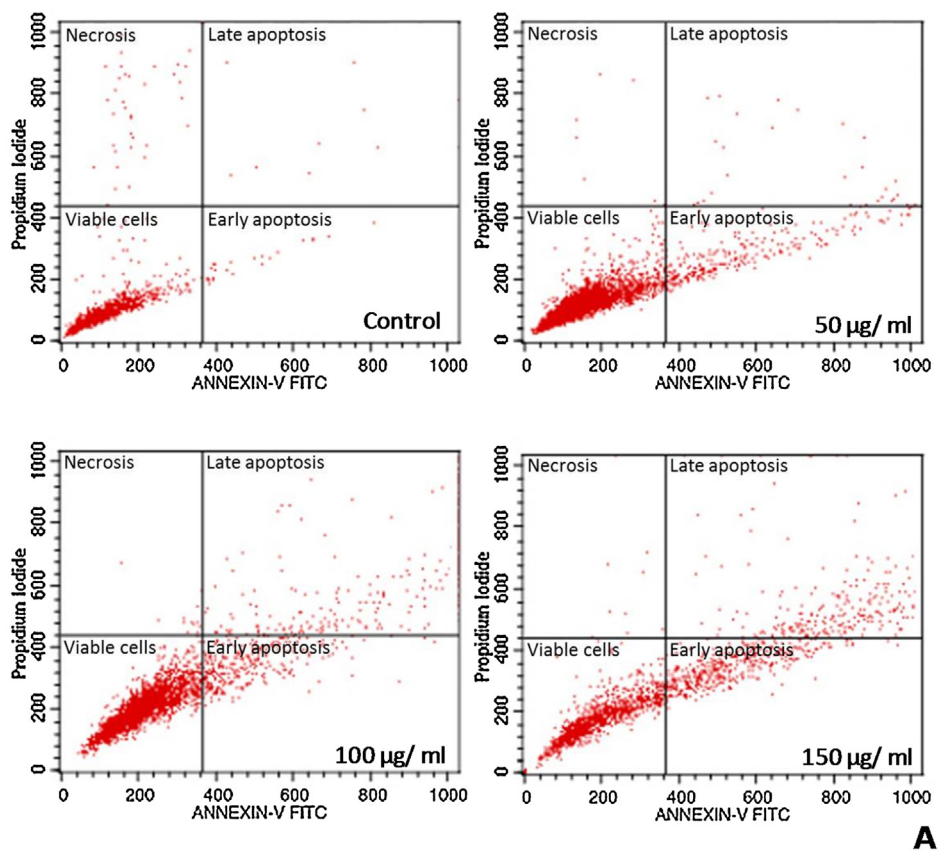 Necrosis Late apoptosis
Viable cells Early apoptosis
Control
Propidium Iodide
1000
800
600
400
200
0
0 200 400 600 800 1000
ANNEXIN-V FITC
Necrosis Late apoptosis
Viable cells Early apoptosis
50 µg/ ml
Propidium Iodide
1000
800
600
400
200
0
0 200 400 600 800 1000
ANNEXIN-V FITC
Necrosis Late apoptosis
Viable cells Early apoptosis
100 µg/ ml
Propidium Iodide
1000
800
600
400
200
0
0 200 400 600 800 1000
ANNEXIN-V FITC
Necrosis Late apoptosis
Viable cells Early apoptosis
150 µg/ ml
Propidium Iodide
1000
800
600
400
200
0
0 200 400 600 800 1000
ANNEXIN-V FITC
A